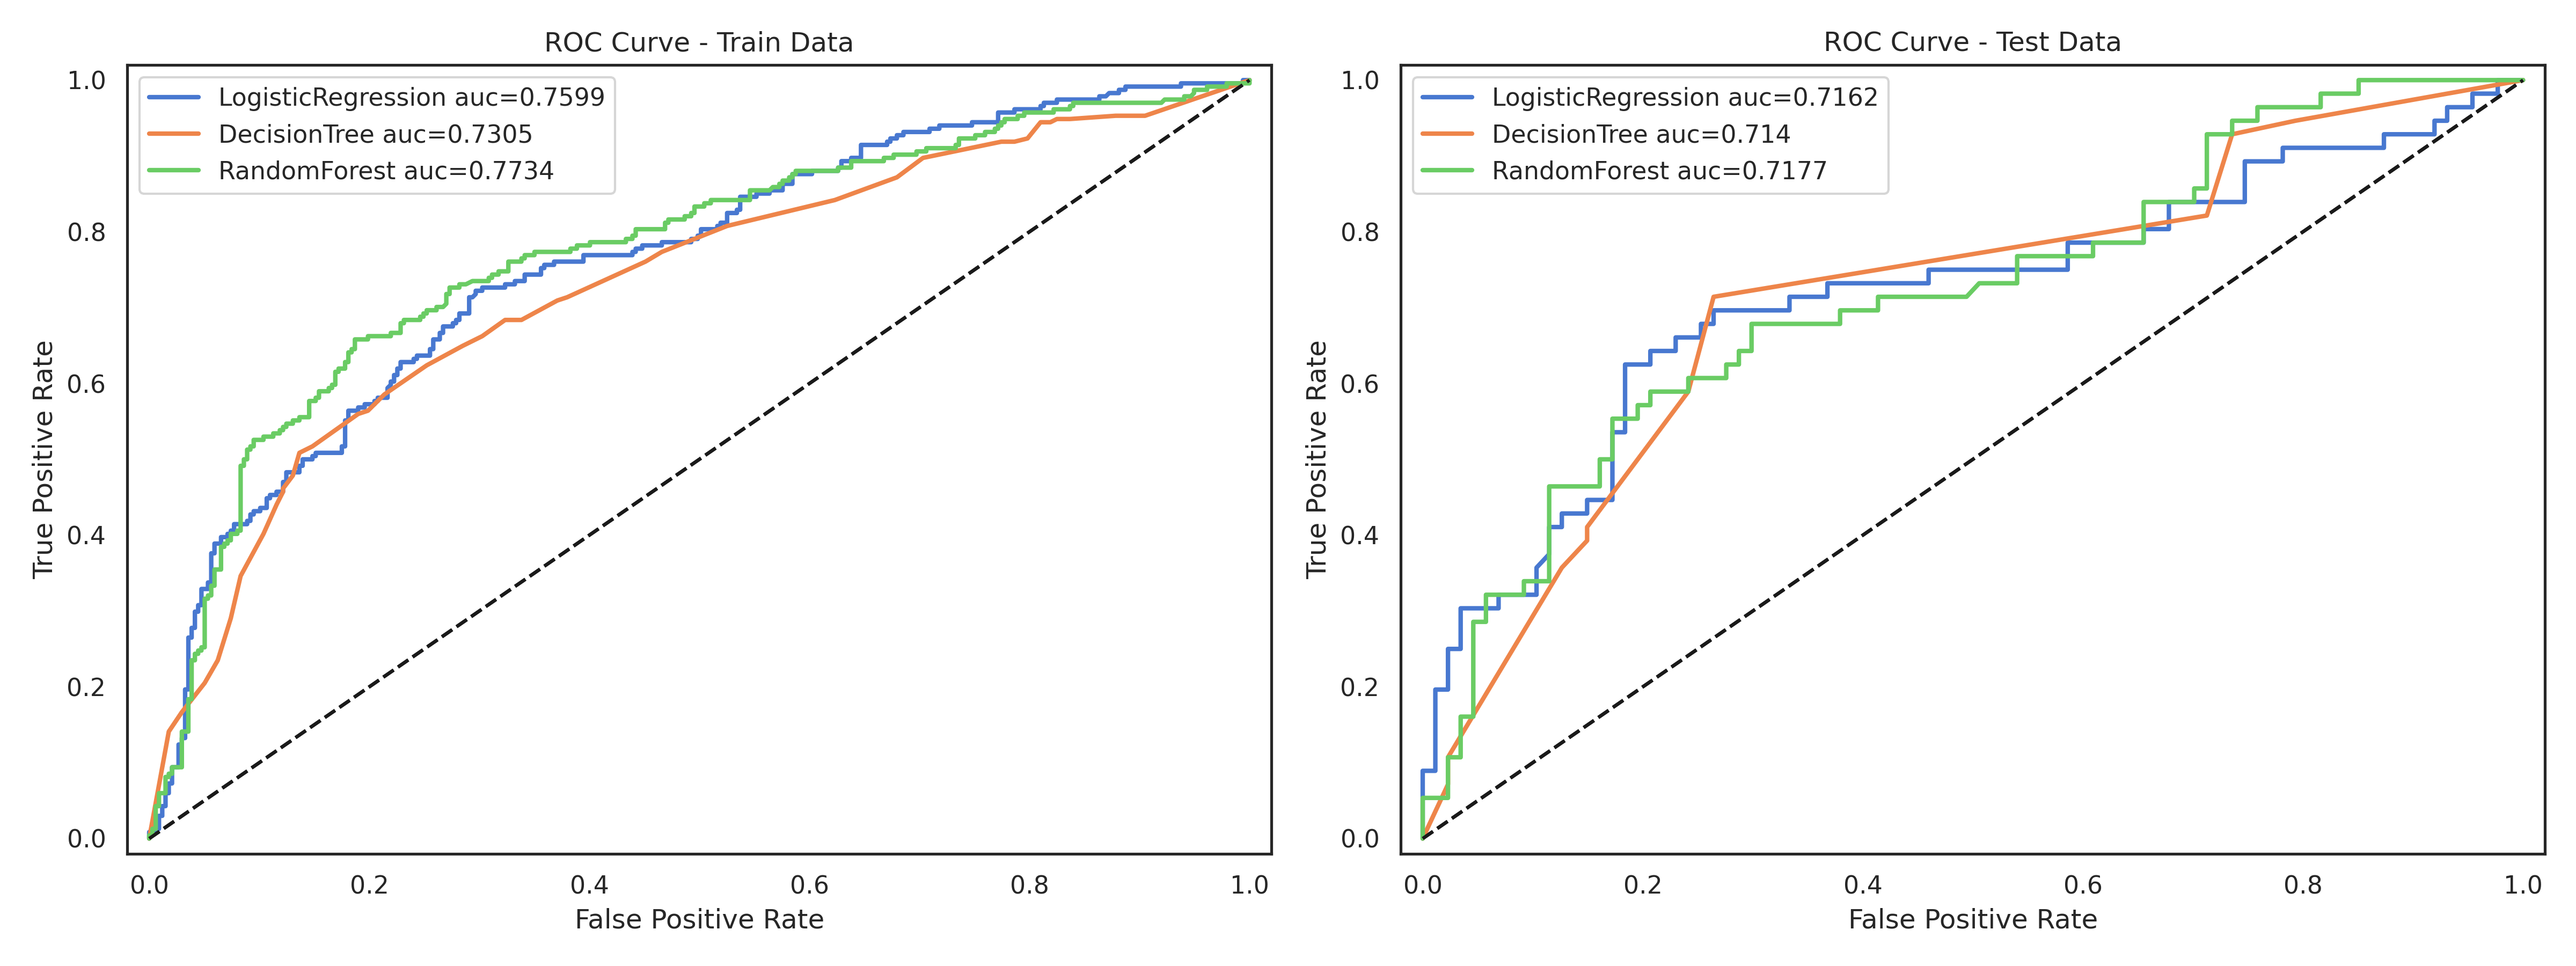 ROC Curve - Train Data
LogisticRegression auc=0.7599
DecisionTree auc=0.7305
RandomForest auc=0.7734
True Positive Rate
1.0
0.8
0.6
0.4
0.2
0.0
0.0 0.2 0.4 0.6 0.8 1.0
False Positive Rate
ROC Curve - Test Data
LogisticRegression auc=0.7162
DecisionTree auc=0.714
RandomForest auc=0.7177
True Positive Rate
1.0
0.8
0.6
0.4
0.2
0.0
0.0 0.2 0.4 0.6 0.8 1.0
False Positive Rate